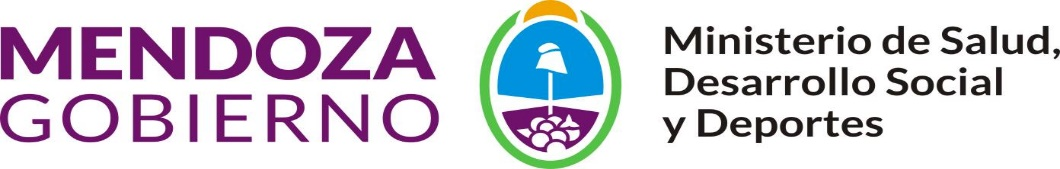 MENDOZA
GOBIERNO
Ministerio de Salud,
Desarrollo Social
y Deportes